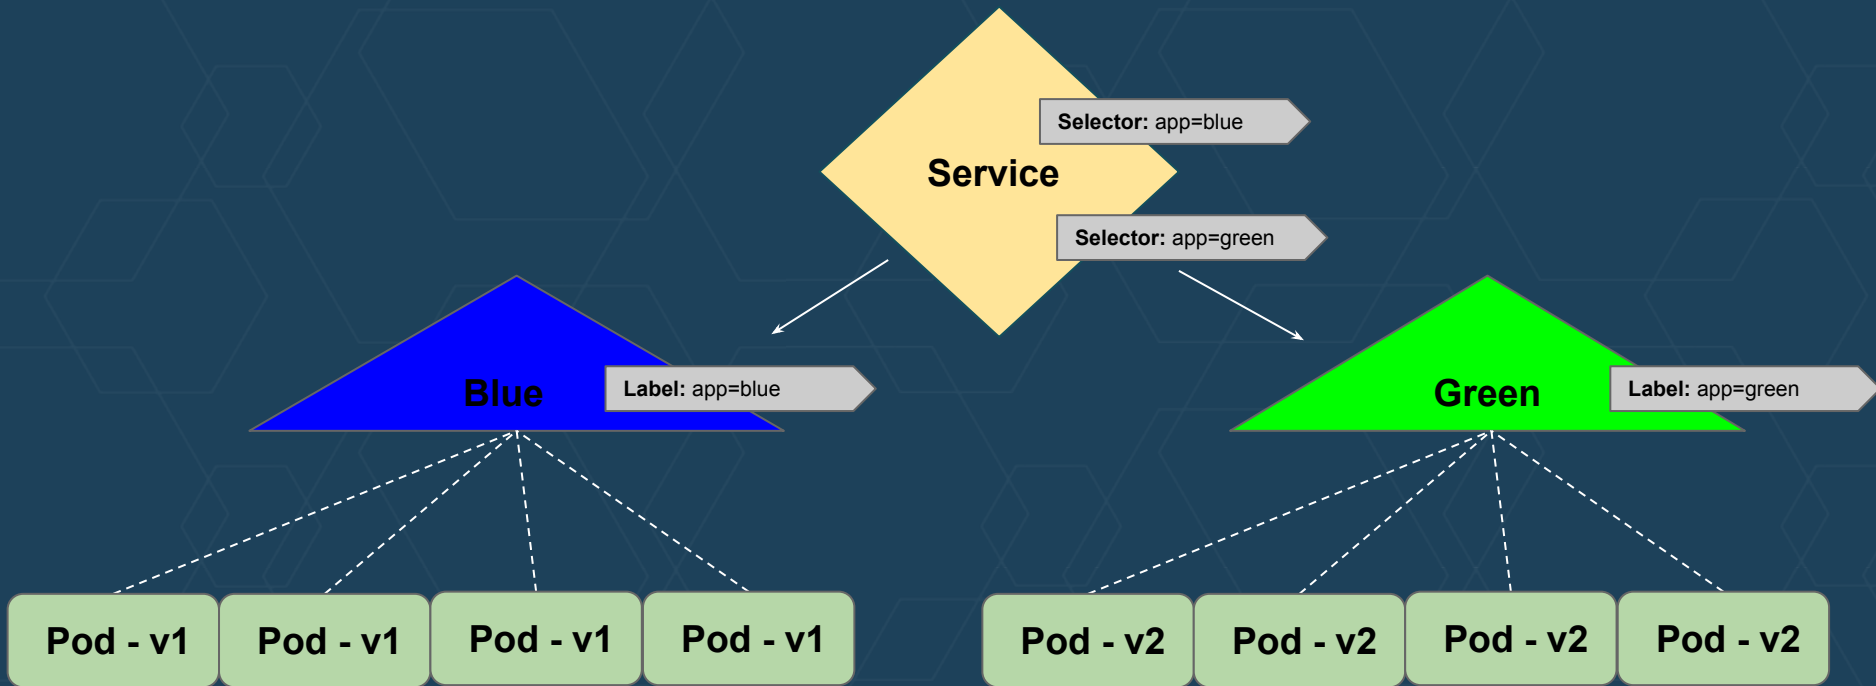 Selector: app=blue
Service
Selector: app=green
Blue
Label: app=blue
Green
Label: app=green
Pod - v1
Pod - v1
Pod - v1
Pod - v1
Pod - v2
Pod - v2
Pod - v2
Pod - v2